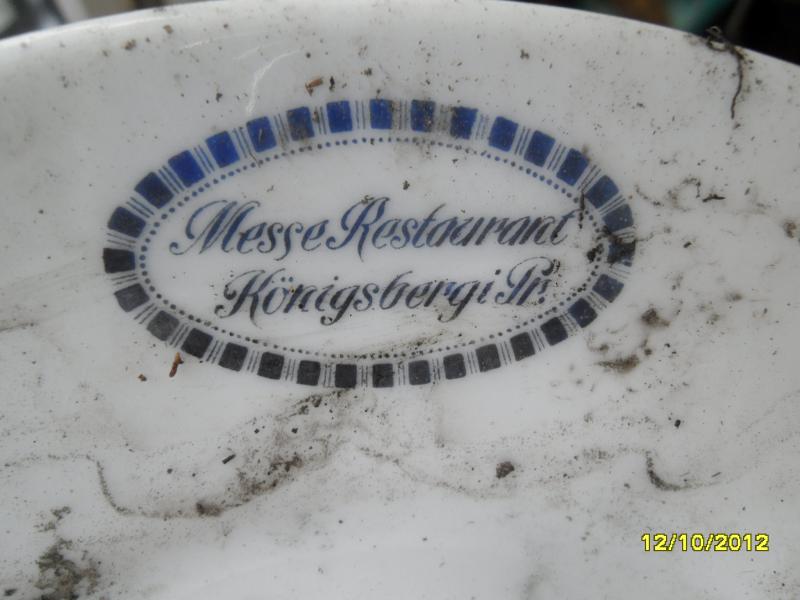 Messe Restaurant
Königsberg i Pr.
12/10/2012